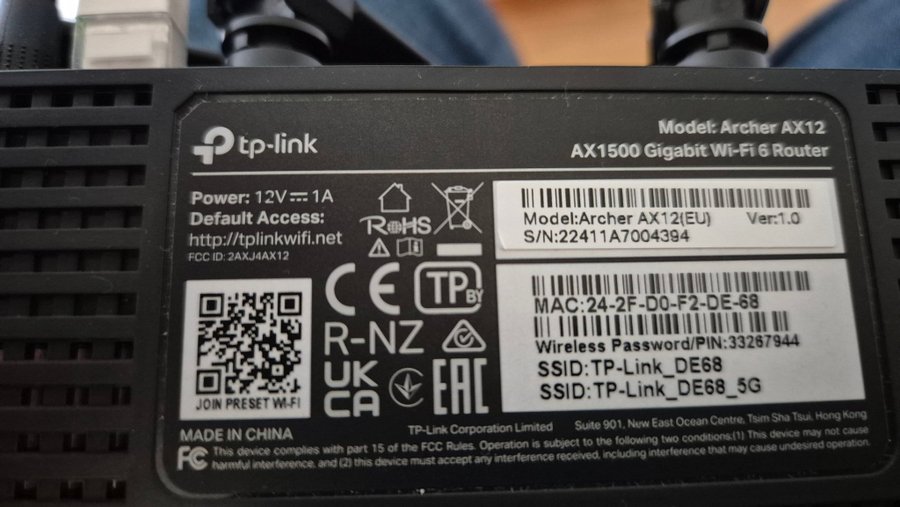 tp-link
Model: Archer AX12
AX1500 Gigabit Wi-Fi 6 Router
Power: 12V⎓1A
Default Access:
http://tplinkwifi.net
FCC ID: 2AXJ4AX12
RoHS
Model:Archer AX12(EU) Ver:1.0
S/N:22411A7004394
CE
TP BY
R-NZ
UK
CA
EAC
MAC:24-2F-D0-F2-DE-68
Wireless Password/PIN:33267944
SSID:TP-Link_DE68
SSID:TP-Link_DE68_5G
JOIN PRESET WI-FI
TP-Link Corporation Limited Suite 901, New East Ocean Centre, Tsim Sha Tsui, Hong Kong
MADE IN CHINA
FC
This device complies with part 15 of the FCC Rules. Operation is subject to the following two conditions:(1) This device may not cause
harmful interference, and (2) this device must accept any interference received, including interference that may cause undesired operation.